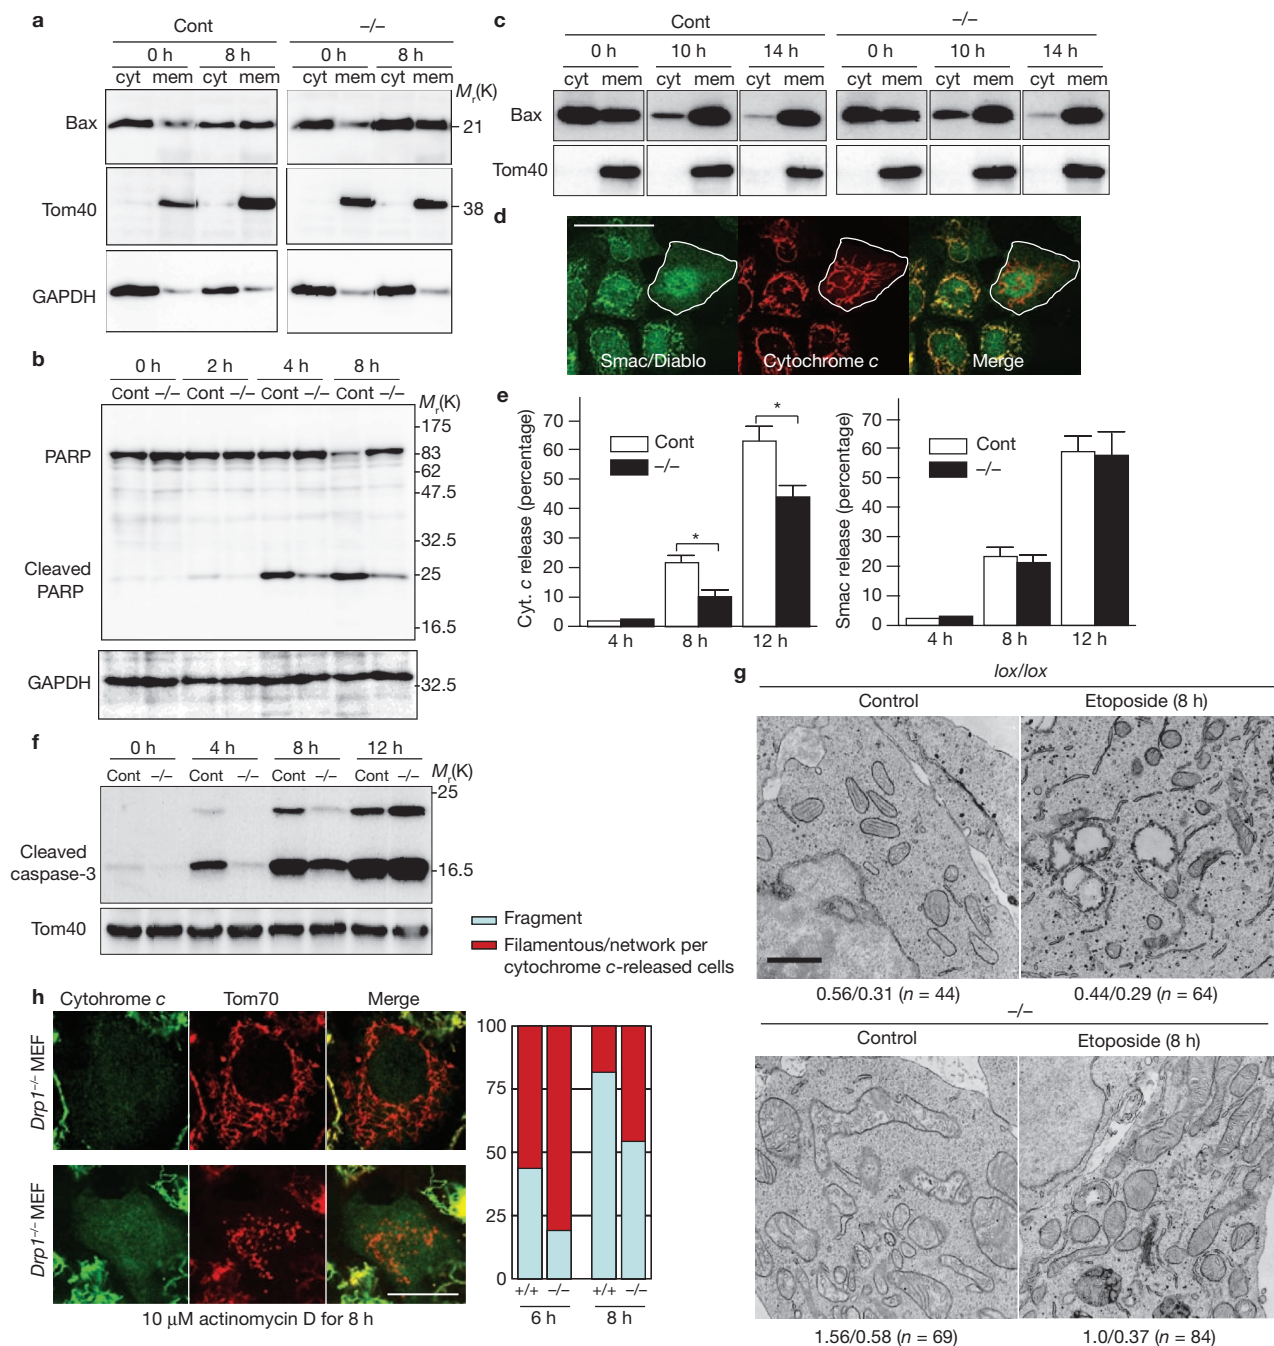 a
Cont –/–
0 h 8 h 0 h 8 h
cyt mem cyt mem cyt mem cyt mem
Mr(K)
Bax
21
Tom40
38
GAPDH
b
0 h 2 h 4 h 8 h
Cont –/– Cont –/– Cont –/– Cont –/–
Mr(K)
175
PARP
83
62
47.5
32.5
Cleaved
PARP
25
16.5
GAPDH
32.5
c
Cont –/–
0 h 10 h 14 h 0 h 10 h 14 h
cyt mem cyt mem cyt mem cyt mem cyt mem cyt mem
Bax
Tom40
d
Smac/Diablo Cytochrome c Merge
e
Cyt. c release (percentage)
70
60
50
40
30
20
10
0
Cont
–/–
*
*
4 h 8 h 12 h
Smac release (percentage)
70
60
50
40
30
20
10
0
Cont
–/–
4 h 8 h 12 h
f
0 h 4 h 8 h 12 h
Cont –/– Cont –/– Cont –/– Cont –/–
Mr(K)
25
Cleaved
caspase-3
16.5
Tom40
g
lox/lox
Control Etoposide (8 h)
0.56/0.31 (n = 44) 0.44/0.29 (n = 64)
–/–
Control Etoposide (8 h)
1.56/0.58 (n = 69) 1.0/0.37 (n = 84)
Fragment
Filamentous/network per
cytochrome c-released cells
h
Cytohrome c Tom70 Merge
Drp1–/– MEF
Drp1–/– MEF
10 μM actinomycin D for 8 h
100
75
50
25
0
+/+ –/– +/+ –/–
6 h 8 h